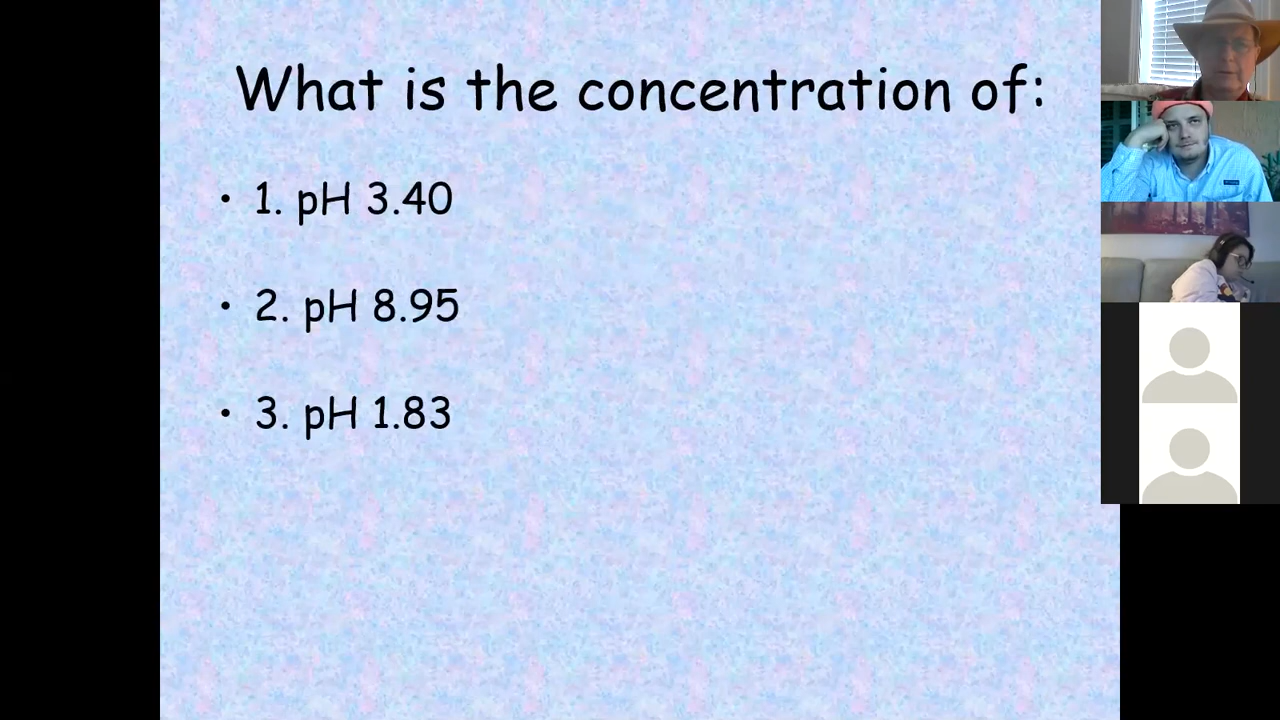 What is the concentration of:
• 1. pH 3.40
• 2. pH 8.95
• 3. pH 1.83